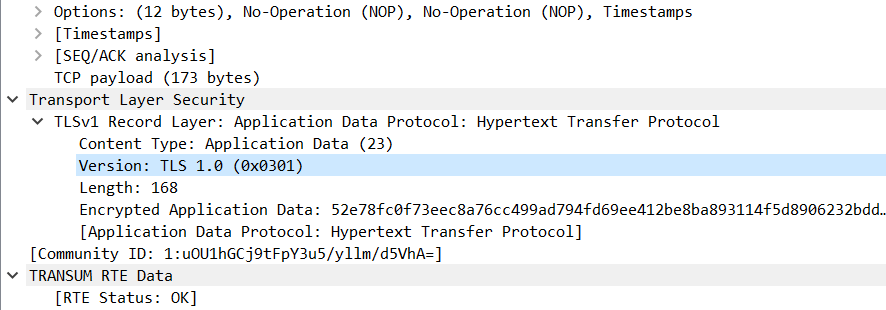 Options: (12 bytes), No-Operation (NOP), No-Operation (NOP), Timestamps
[Timestamps]
[SEQ/ACK analysis]
TCP payload (173 bytes)
Transport Layer Security
TLSv1 Record Layer: Application Data Protocol: Hypertext Transfer Protocol
Content Type: Application Data (23)
Version: TLS 1.0 (0x0301)
Length: 168
Encrypted Application Data: 52e78fc0f73eec8a76cc499ad794fd69ee412be8ba893114f5d8906232bdd…
[Application Data Protocol: Hypertext Transfer Protocol]
[Community ID: 1:uOU1hGCj9tFpY3u5/yllm/d5VhA=]
TRANSUM RTE Data
[RTE Status: OK]